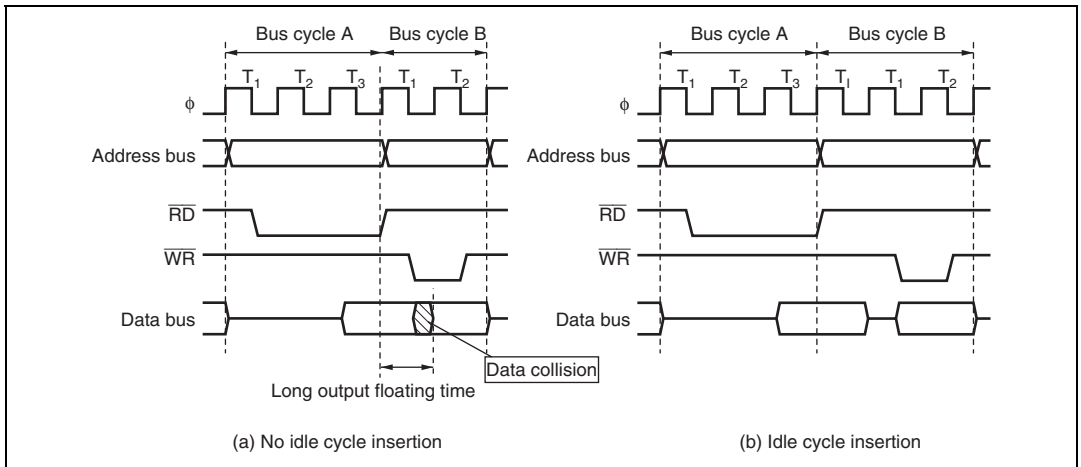 Bus cycle A Bus cycle B
T1 T2 T3 T1 T2
ϕ
Address bus
RD
WR
Data bus
Data collision
Long output floating time
(a) No idle cycle insertion
Bus cycle A Bus cycle B
T1 T2 T3 TI T1 T2
ϕ
Address bus
RD
WR
Data bus
(b) Idle cycle insertion